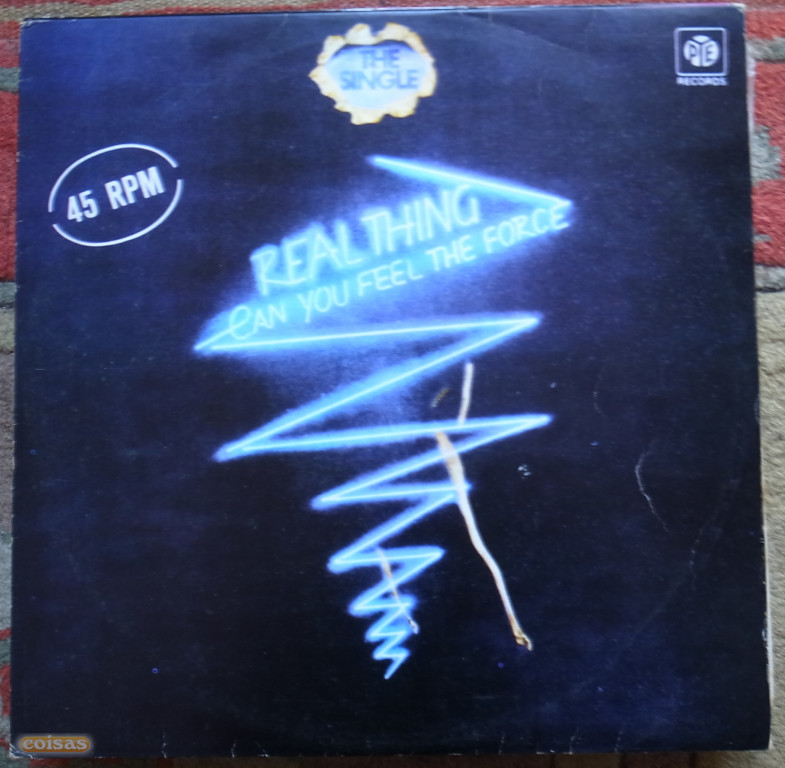 THE
SINGLE
PYE
RECORDS
45 RPM
REAL THING
CAN YOU FEEL THE FORCE
coisas